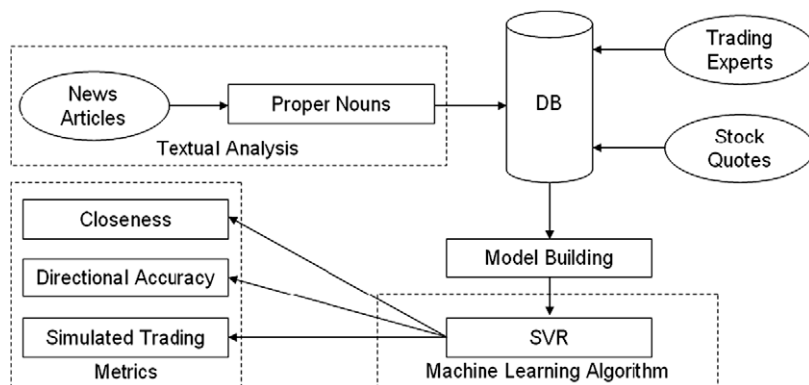 News
Articles
Proper Nouns
Textual Analysis
DB
Trading
Experts
Stock
Quotes
Closeness
Directional Accuracy
Simulated Trading
Metrics
Model Building
SVR
Machine Learning Algorithm